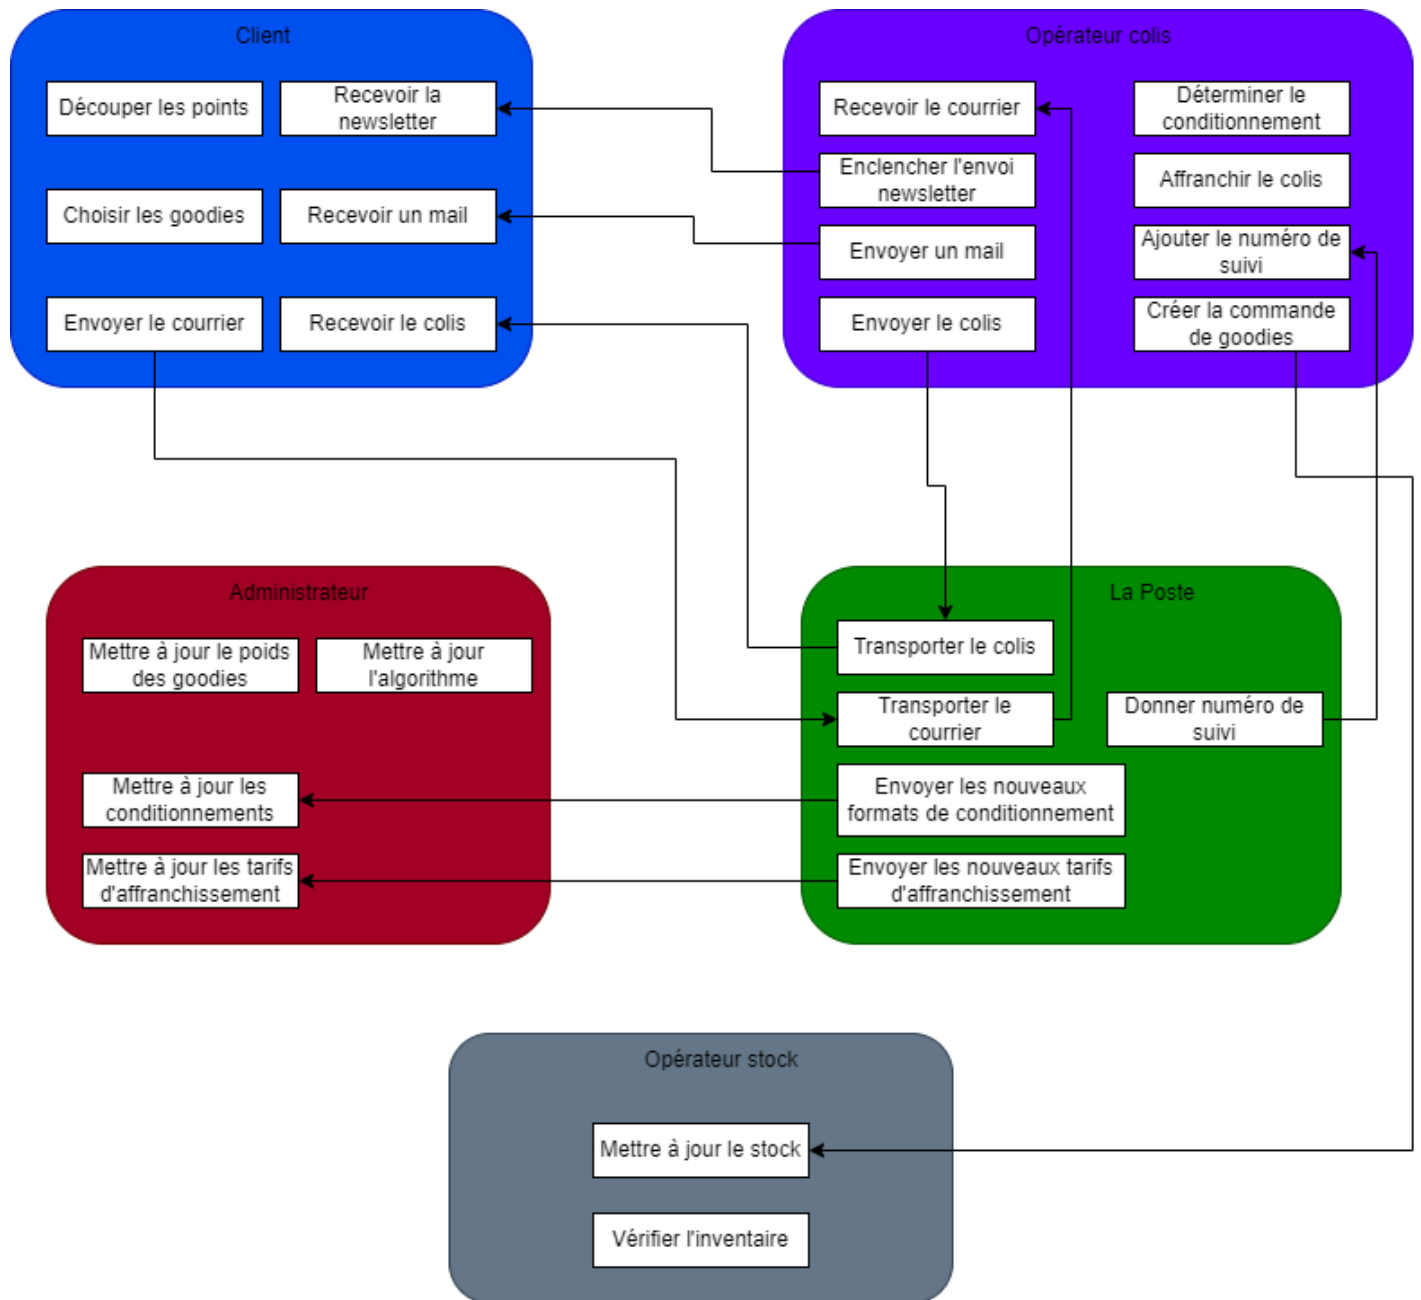 Client
Découper les points
Recevoir la
newsletter
Choisir les goodies
Recevoir un mail
Envoyer le courrier
Recevoir le colis
Opérateur colis
Recevoir le courrier
Déterminer le
conditionnement
Enclencher l'envoi
newsletter
Affranchir le colis
Envoyer un mail
Ajouter le numéro de
suivi
Envoyer le colis
Créer la commande
de goodies
Administrateur
Mettre à jour le poids
des goodies
Mettre à jour
l'algorithme
Mettre à jour les
conditionnements
Mettre à jour les tarifs
d'affranchissement
La Poste
Transporter le colis
Transporter le
courrier
Donner numéro de
suivi
Envoyer les nouveaux
formats de conditionnement
Envoyer les nouveaux tarifs
d'affranchissement
Opérateur stock
Mettre à jour le stock
Vérifier l'inventaire